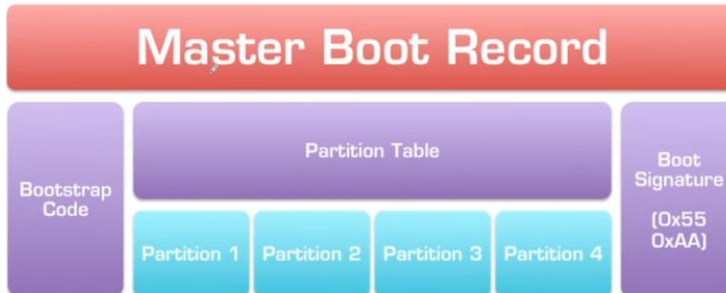 Master Boot Record
Bootstrap
Code
Partition Table
Partition 1
Partition 2
Partition 3
Partition 4
Boot
Signature
(0x55
0xAA)